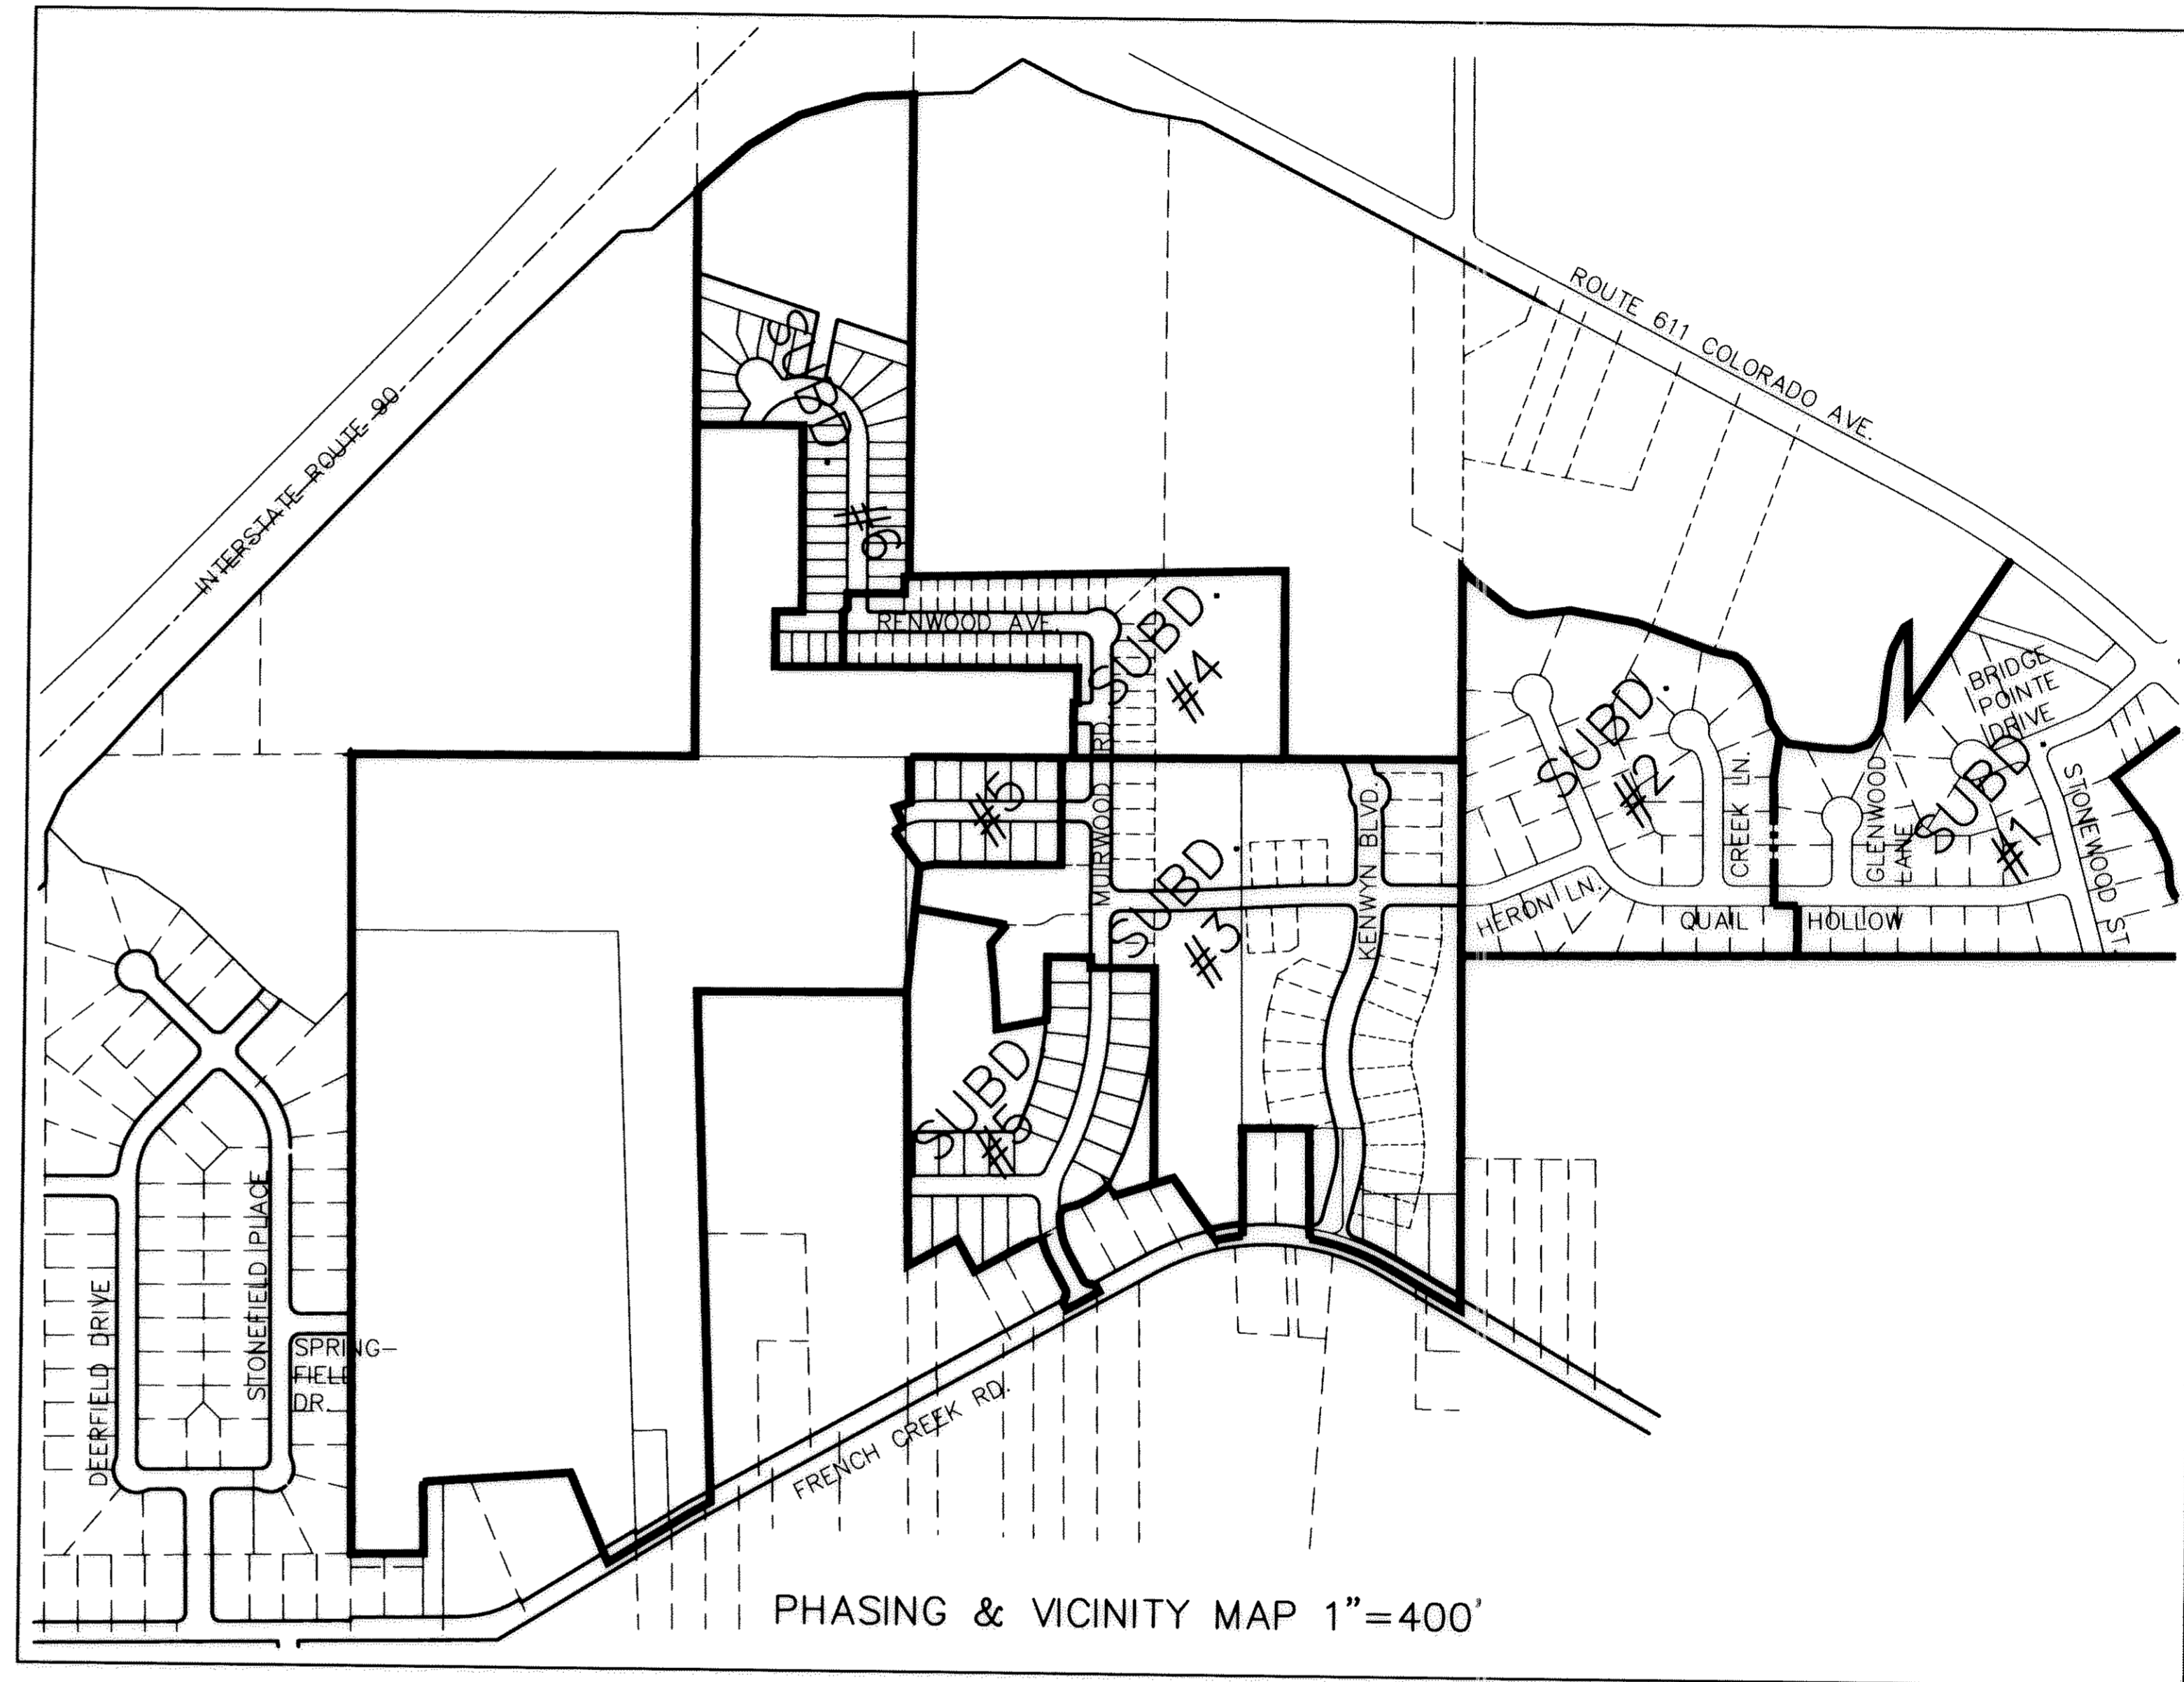 ROUTE 611 COLORADO AVE.
INTERSTATE ROUTE 90
SUBD.
#6
RENWOOD AVE.
SUBD.
#4
BRIDGE
POINTE
DRIVE
SUBD.
#2
SUBD.
#1
CREEK LN.
GLENWOOD
LANE
STONEWOOD ST.
MUIRWOOD RD.
#5
KENWYN BLVD.
SUBD.
#3
HERON LN.
QUAIL HOLLOW
SUBD.
#5
STONEFIELD PLACE
DEERFIELD DRIVE
SPRING-
FIELD
DR.
FRENCH CREEK RD.
PHASING & VICINITY MAP 1"=400'